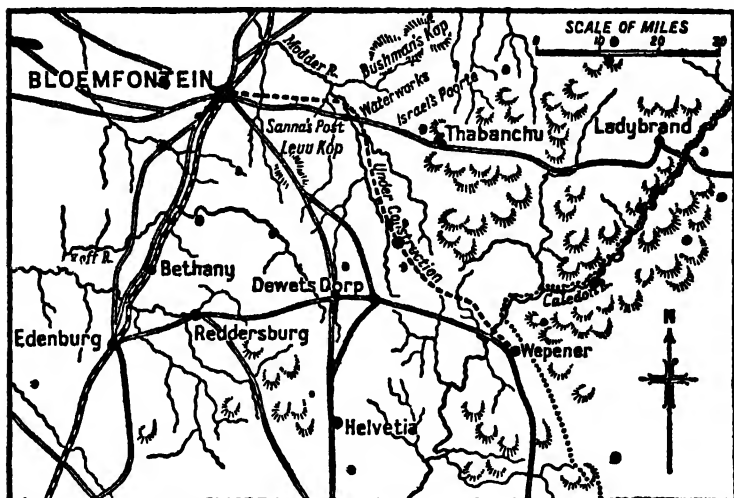 SCALE OF MILES
0 10 20 30
Modder R.
Bushman's Kop
BLOEMFONTEIN
Waterworks
Israel's Poorte
Sanna's Post
Thabanchu
Ladybrand
Leuu Kop
Under Construction
Bethany
Dewets Dorp
Caledon
N
Edenburg
Reddersburg
Wepener
Helvetia